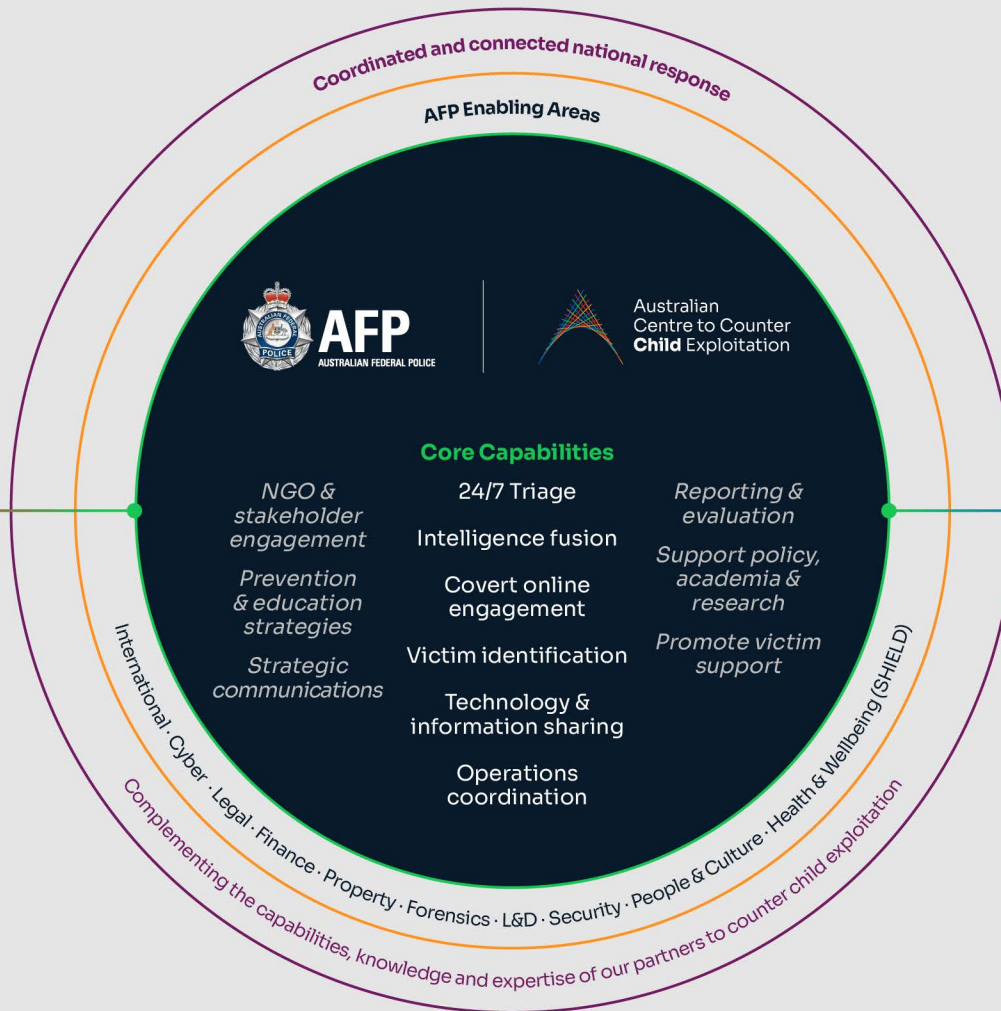 Coordinated and connected national response
AFP Enabling Areas
AUSTRALIAN FEDERAL
POLICE
AFP
AUSTRALIAN FEDERAL POLICE
Australian
Centre to Counter
Child Exploitation
Core Capabilities
NGO &
stakeholder
engagement
Prevention
& education
strategies
Strategic
communications
24/7 Triage
Intelligence fusion
Covert online
engagement
Victim identification
Technology &
information sharing
Operations
coordination
Reporting &
evaluation
Support policy,
academia &
research
Promote victim
support
International · Cyber · Legal · Finance · Property · Forensics · L&D · Security · People & Culture · Health & Wellbeing (SHIELD)
Complementing the capabilities, knowledge and expertise of our partners to counter child exploitation